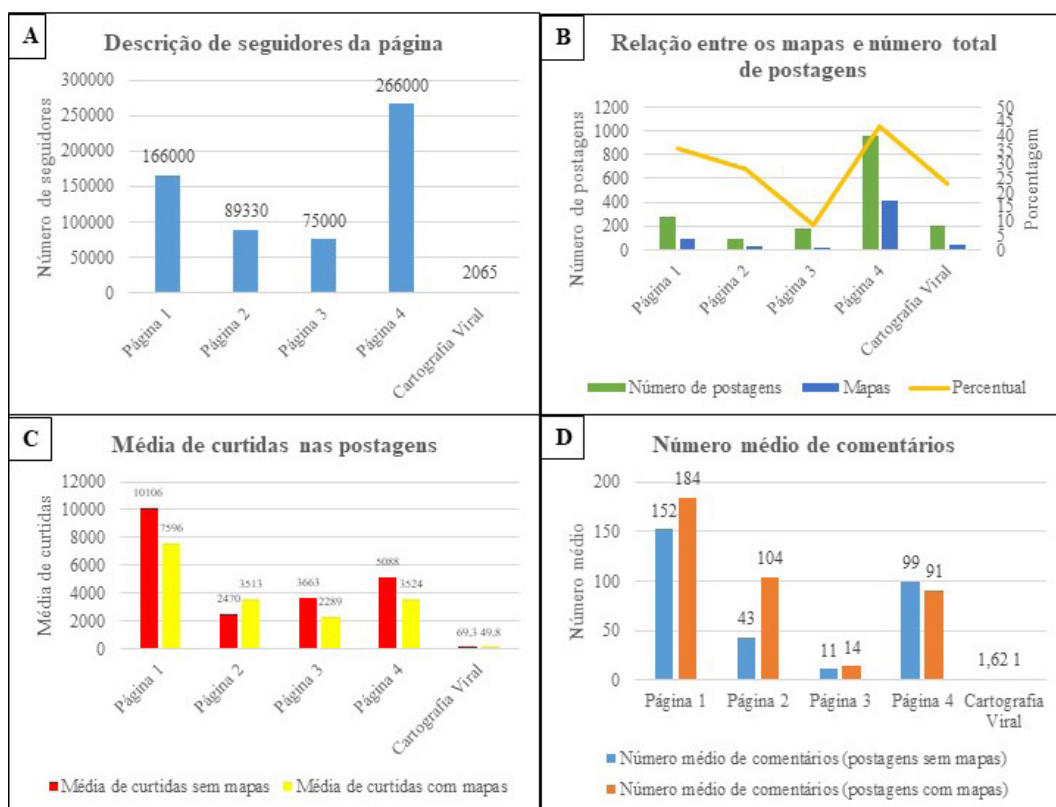 A
Descrição de seguidores da página
Número de seguidores
300000
250000
200000
150000
100000
50000
0
166000
89330
75000
266000
2065
Página 1
Página 2
Página 3
Página 4
Cartografia Viral
B
Relação entre os mapas e número total
de postagens
Número de postagens
1200
1000
800
600
400
200
0
50
45
40
35
30
25
20
15
10
5
0
Porcentagem
Página 1
Página 2
Página 3
Página 4
Cartografia Viral
Número de postagens
Mapas
Percentual
C
Média de curtidas nas postagens
Média de curtidas
12000
10000
8000
6000
4000
2000
0
10106
7596
2470
3513
3663
2289
5088
3524
69,3
49,8
Página 1
Página 2
Página 3
Página 4
Cartografia Viral
Média de curtidas sem mapas
Média de curtidas com mapas
D
Número médio de comentários
Número médio
200
150
100
50
0
152
184
43
104
11
14
99
91
1,62
1
Página 1
Página 2
Página 3
Página 4
Cartografia
Viral
Número médio de comentários (postagens sem mapas)
Número médio de comentários (postagens com mapas)